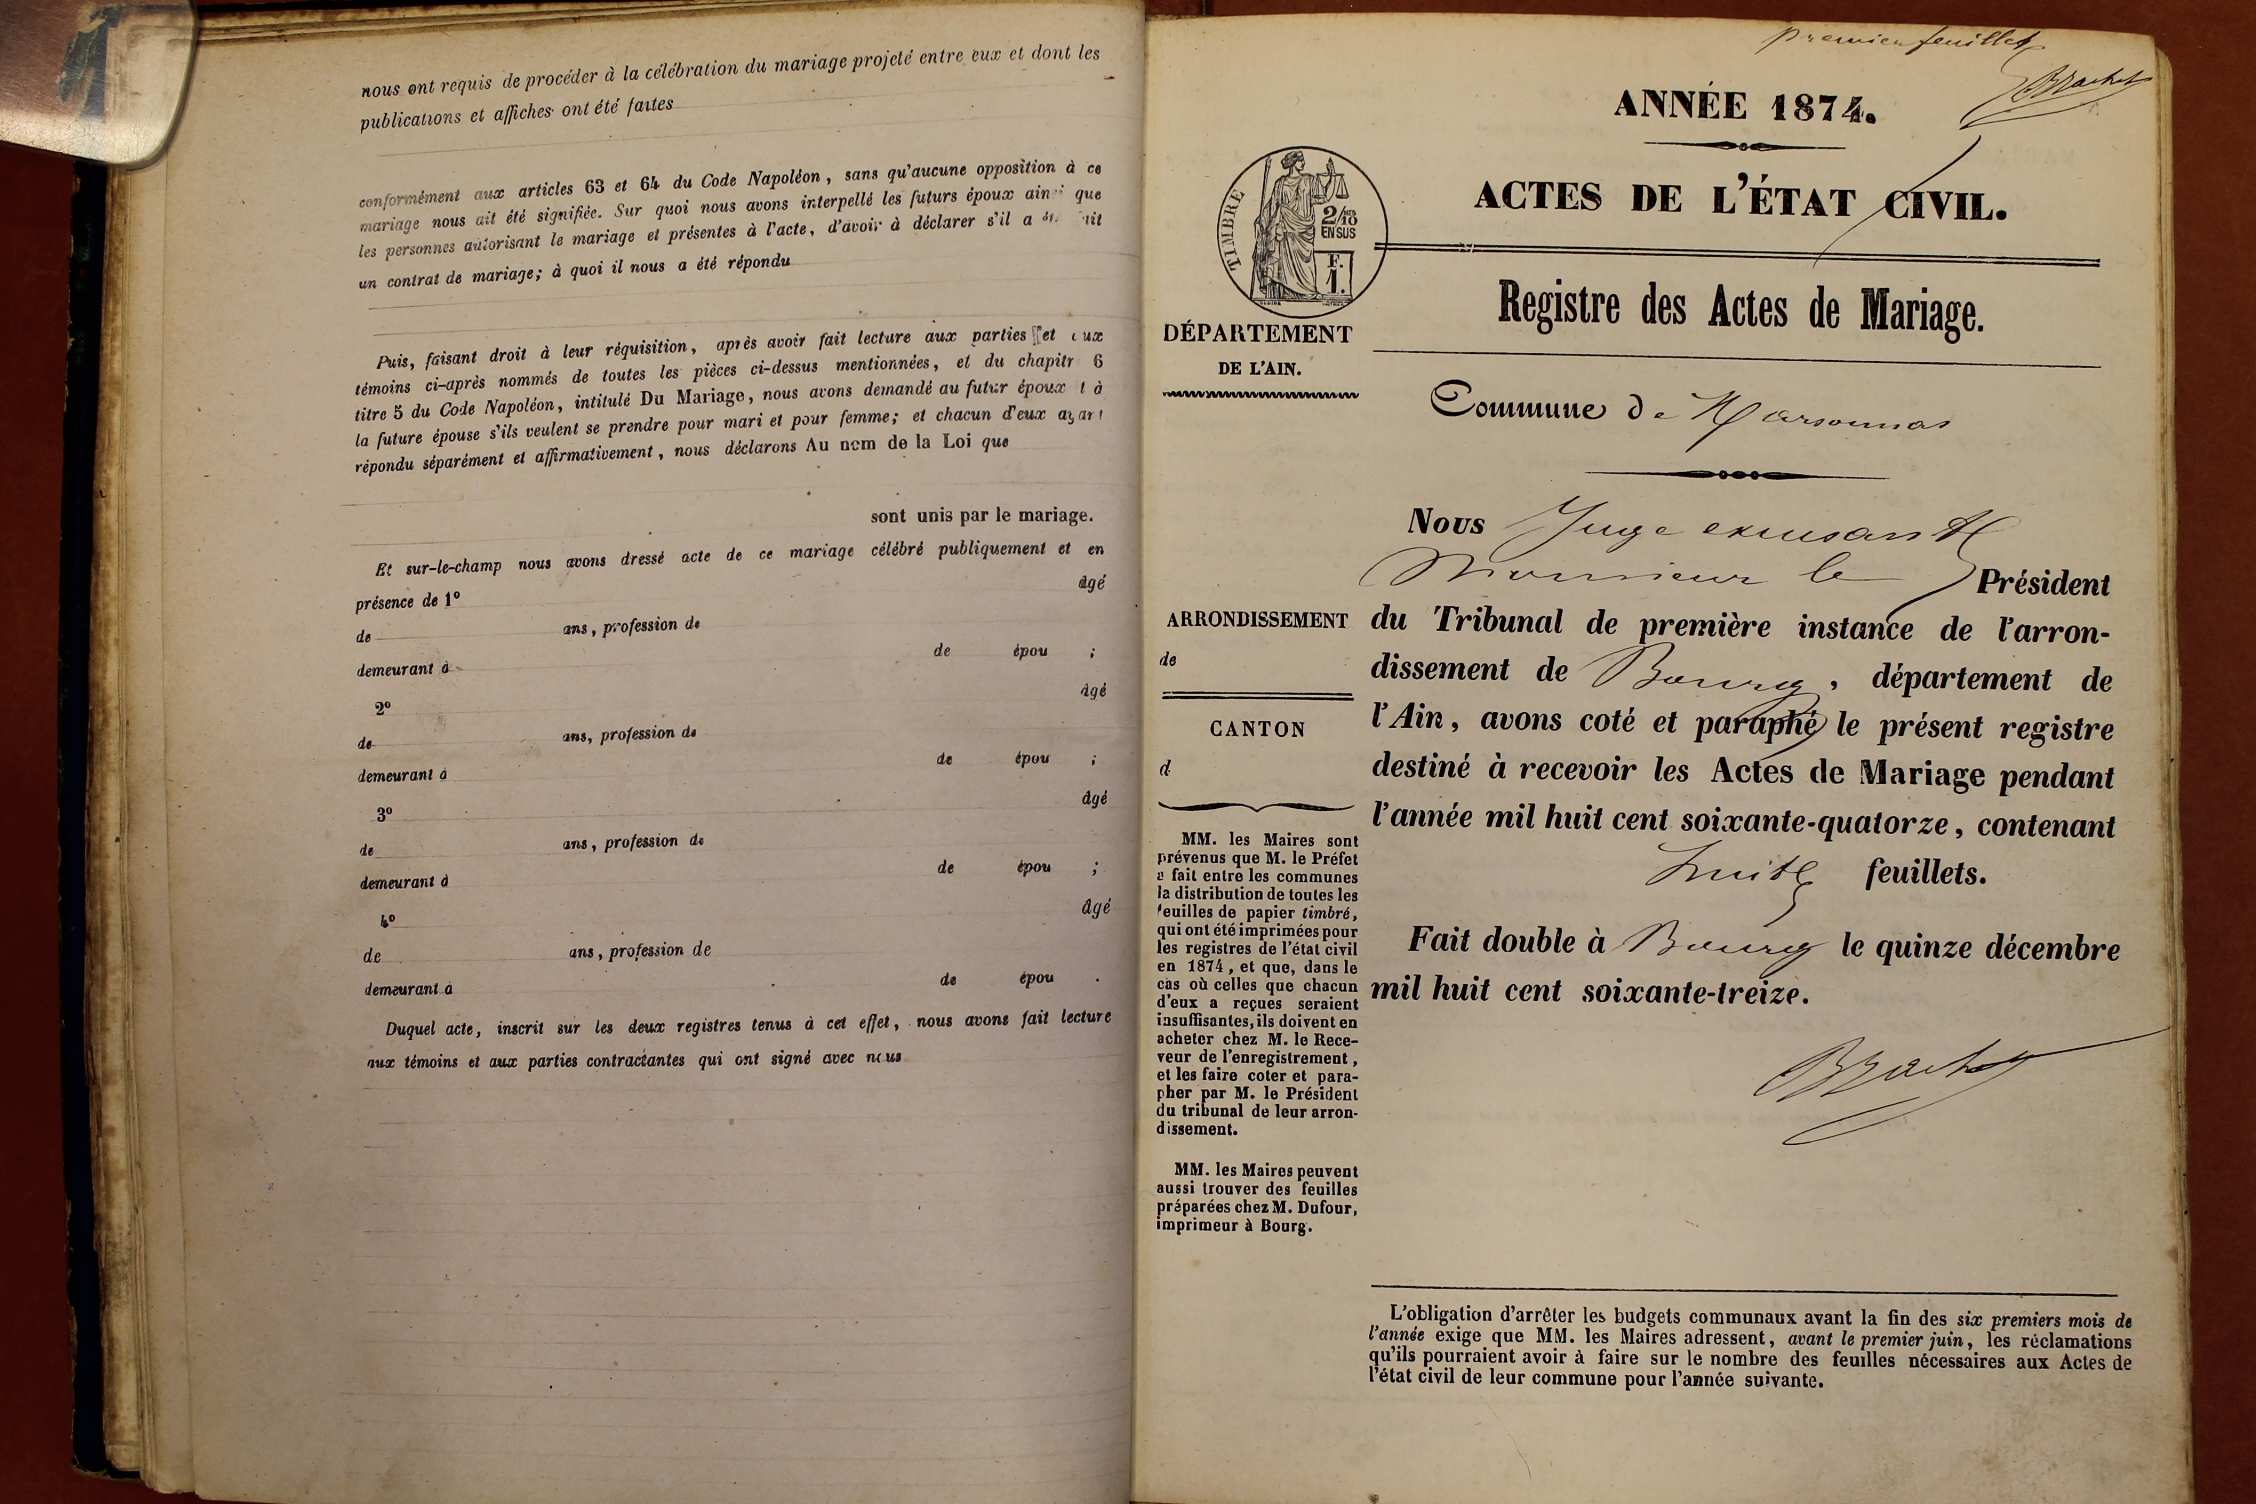 nous ont requis de procéder à la célébration du mariage projeté entre eux et dont les
publications et affiches ont été faites
conformément aux articles 63 et 64 du Code Napoléon, sans qu'aucune opposition à ce
mariage nous ait été signifiée. Sur quoi nous avons interpellé les futurs époux ainsi que
les personnes autorisant le mariage et présentes à l'acte, d'avoir à déclarer s'il a
un contrat de mariage; à quoi il nous a été répondu
Puis, faisant droit à leur réquisition, après avoir fait lecture aux parties et aux
témoins ci-après nommés de toutes les pièces ci-dessus mentionnées, et du chapitre 6
titre 5 du Code Napoléon, intitulé Du Mariage, nous avons demandé au futur époux et à
la future épouse s'ils veulent se prendre pour mari et pour femme; et chacun d'eux ayant
répondu séparément et affirmativement, nous déclarons Au nom de la Loi que
sont unis par le mariage.
Et sur-le-champ nous avons dressé acte de ce mariage célébré publiquement et en
présence de 1º âgé
de ans, profession de
demeurant à de épou ;
2º âgé
de ans, profession de
demeurant à de épou ;
3º âgé
de ans, profession de
demeurant à de épou ;
4º âgé
de ans, profession de
demeurant à de épou .
Duquel acte, inscrit sur les deux registres tenus à cet effet, nous avons fait lecture
aux témoins et aux parties contractantes qui ont signé avec nous
premier feuillet
ANNÉE 1874.
ACTES DE L'ÉTAT CIVIL.
TIMBRE
2/10
EN SUS
F.
1.
DÉPARTEMENT
DE L'AIN.
Registre des Actes de Mariage.
Commune de Marsonnas
ARRONDISSEMENT
de
CANTON
d
MM. les Maires sont
prévenus que M. le Préfet
a fait entre les communes
la distribution de toutes les
feuilles de papier timbré,
qui ont été imprimées pour
les registres de l'état civil
en 1874, et que, dans le
cas où celles que chacun
d'eux a reçues seraient
insuffisantes, ils doivent en
acheter chez M. le Rece-
veur de l'enregistrement,
et les faire coter et para-
pher par M. le Président
du tribunal de leur arron-
dissement.
MM. les Maires peuvent
aussi trouver des feuilles
préparées chez M. Dufour,
imprimeur à Bourg.
Nous Juge excusant
Monsieur le Président
du Tribunal de première instance de l'arron-
dissement de Bourg, département de
l'Ain, avons coté et paraphé le présent registre
destiné à recevoir les Actes de Mariage pendant
l'année mil huit cent soixante-quatorze, contenant
huit feuillets.
Fait double à Bourg le quinze décembre
mil huit cent soixante-treize.
L'obligation d'arrêter les budgets communaux avant la fin des six premiers mois de
l'année exige que MM. les Maires adressent, avant le premier juin, les réclamations
qu'ils pourraient avoir à faire sur le nombre des feuilles nécessaires aux Actes de
l'état civil de leur commune pour l'année suivante.